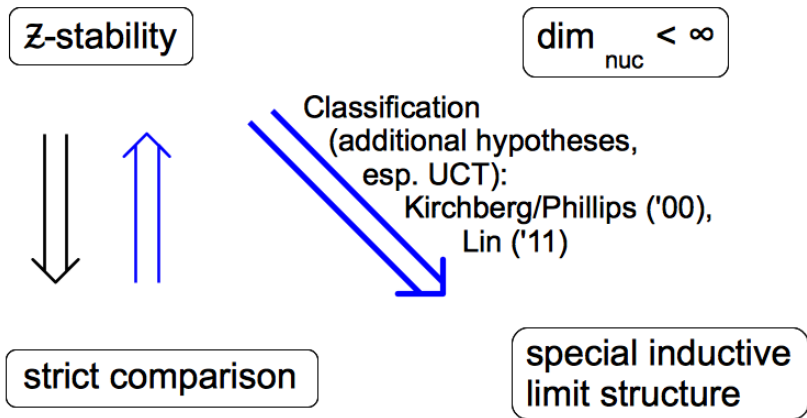 Ƶ-stability
dim nuc < ∞
Classification
(additional hypotheses,
esp. UCT):
Kirchberg/Phillips ('00),
Lin ('11)
strict comparison
special inductive
limit structure